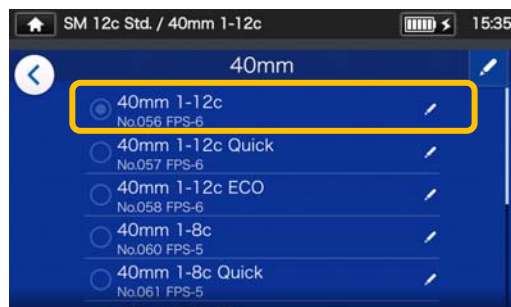 SM 12c Std. / 40mm 1-12c 15:35
40mm
40mm 1-12c
No.056 FPS-6
40mm 1-12c Quick
No.057 FPS-6
40mm 1-12c ECO
No.058 FPS-6
40mm 1-8c
No.060 FPS-5
40mm 1-8c Quick
No.061 FPS-5